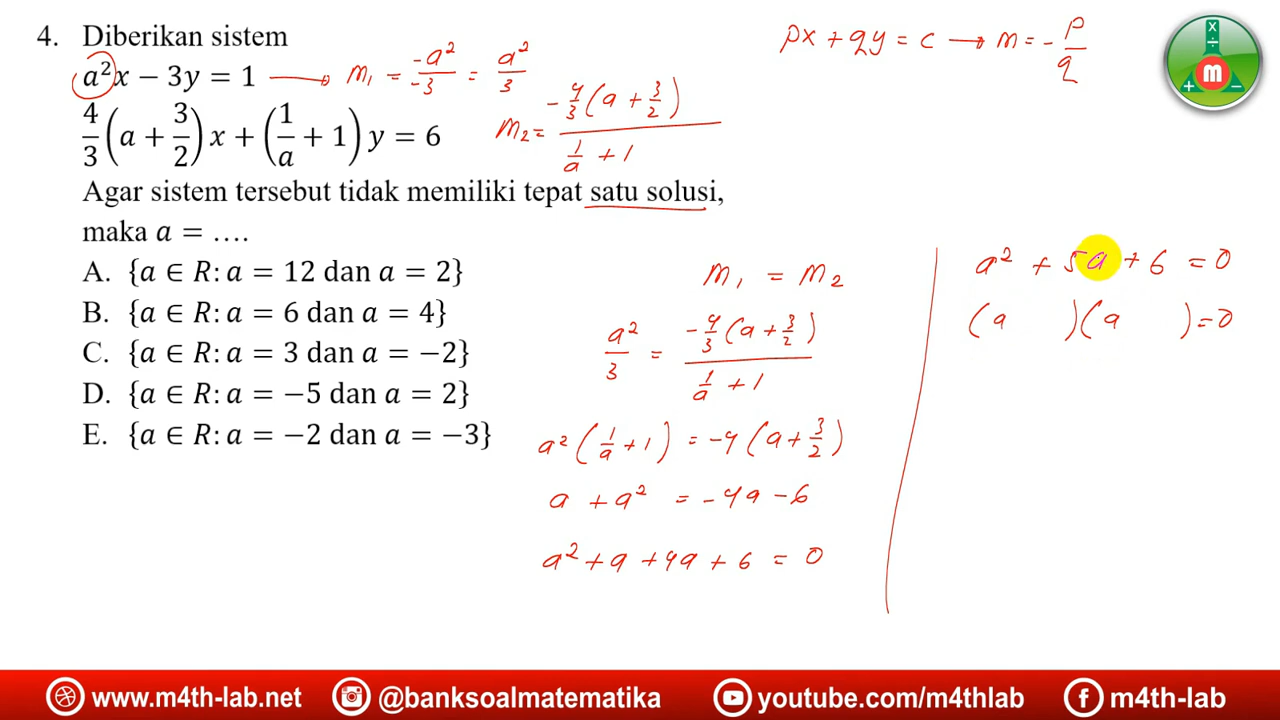 4. Diberikan sistem
a²x − 3y = 1 → m₁ = -a²/-3 = a²/3
px + qy = c → m = - p/q
4/3 (a + 3/2) x + (1/a + 1) y = 6
m₂ = -4/3 (a + 3/2) / (1/a + 1)
Agar sistem tersebut tidak memiliki tepat satu solusi,
maka a = ….
A. {a ∈ R: a = 12 dan a = 2}
B. {a ∈ R: a = 6 dan a = 4}
C. {a ∈ R: a = 3 dan a = −2}
D. {a ∈ R: a = −5 dan a = 2}
E. {a ∈ R: a = −2 dan a = −3}
m₁ = m₂
a²/3 = -4/3 (a + 3/2) / (1/a + 1)
a² (1/a + 1) = -4 (a + 3/2)
a + a² = -4a - 6
a² + a + 4a + 6 = 0
a² + 5a + 6 = 0
(a )(a ) = 0
m
www.m4th-lab.net
@banksoalmatematika
youtube.com/m4thlab
m4th-lab